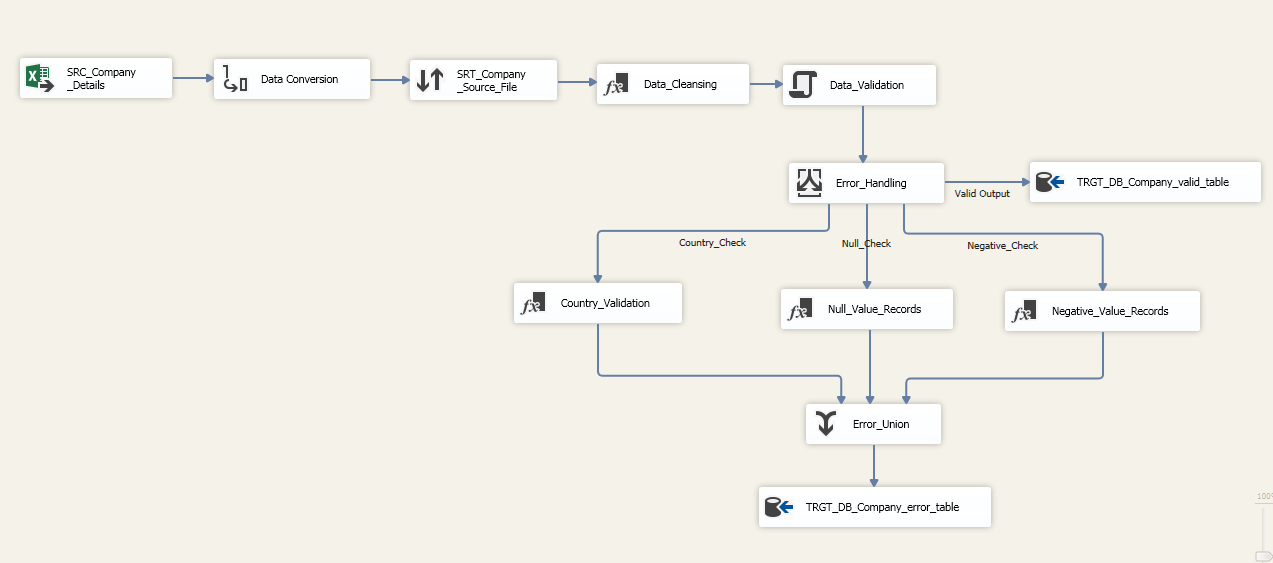 SRC_Company
_Details
Data Conversion
SRT_Company
_Source_File
Data_Cleansing
Data_Validation
Error_Handling
Valid Output
TRGT_DB_Company_valid_table
Country_Check
Null_Check
Negative_Check
Country_Validation
Null_Value_Records
Negative_Value_Records
Error_Union
100%
TRGT_DB_Company_error_table